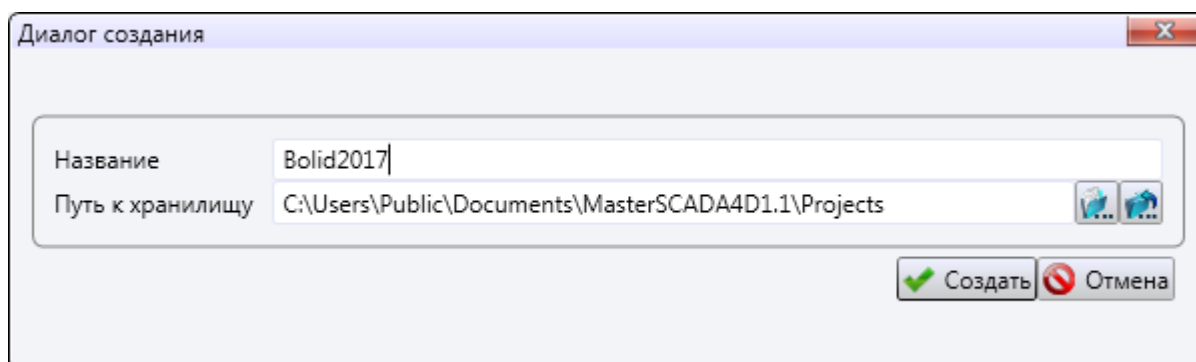 Диалог создания
Название Bolid2017
Путь к хранилищу C:\Users\Public\Documents\MasterSCADA4D1.1\Projects
Создать Отмена